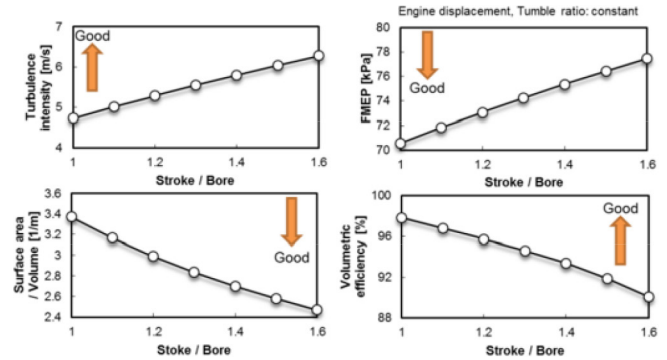 Engine displacement, Tumble ratio: constant
Turbulence
intensity [m/s]
7
6
5
4
Good
1
1.2
1.4
1.6
Stroke / Bore
FMEP [kPa]
80
78
76
74
72
70
Good
1
1.2
1.4
1.6
Stroke / Bore
Surface area
/ Volume [1/m]
3.6
3.4
3.2
3
2.8
2.6
2.4
Good
1
1.2
1.4
1.6
Stoke / Bore
Volumetric
efficiency [%]
100
96
92
88
Good
1
1.2
1.4
1.6
Stroke / Bore